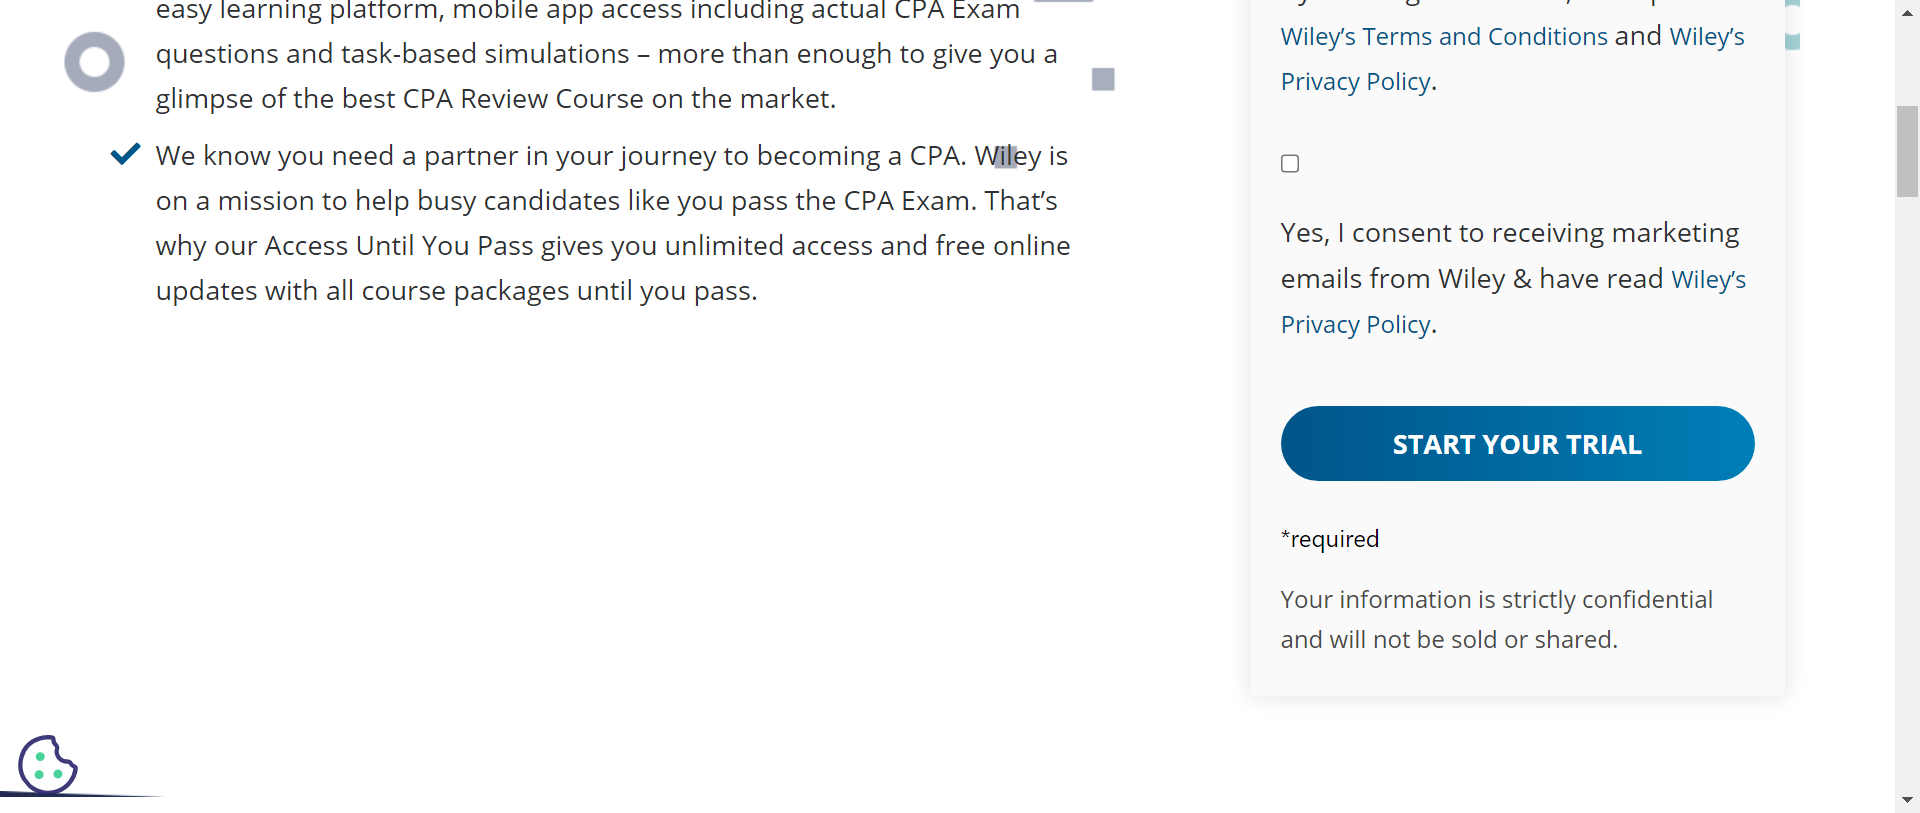 easy learning platform, mobile app access including actual CPA Exam
questions and task-based simulations – more than enough to give you a
glimpse of the best CPA Review Course on the market.
We know you need a partner in your journey to becoming a CPA. Wiley is
on a mission to help busy candidates like you pass the CPA Exam. That’s
why our Access Until You Pass gives you unlimited access and free online
updates with all course packages until you pass.
Wiley’s Terms and Conditions and Wiley’s
Privacy Policy.
Yes, I consent to receiving marketing
emails from Wiley & have read Wiley’s
Privacy Policy.
START YOUR TRIAL
*required
Your information is strictly confidential
and will not be sold or shared.